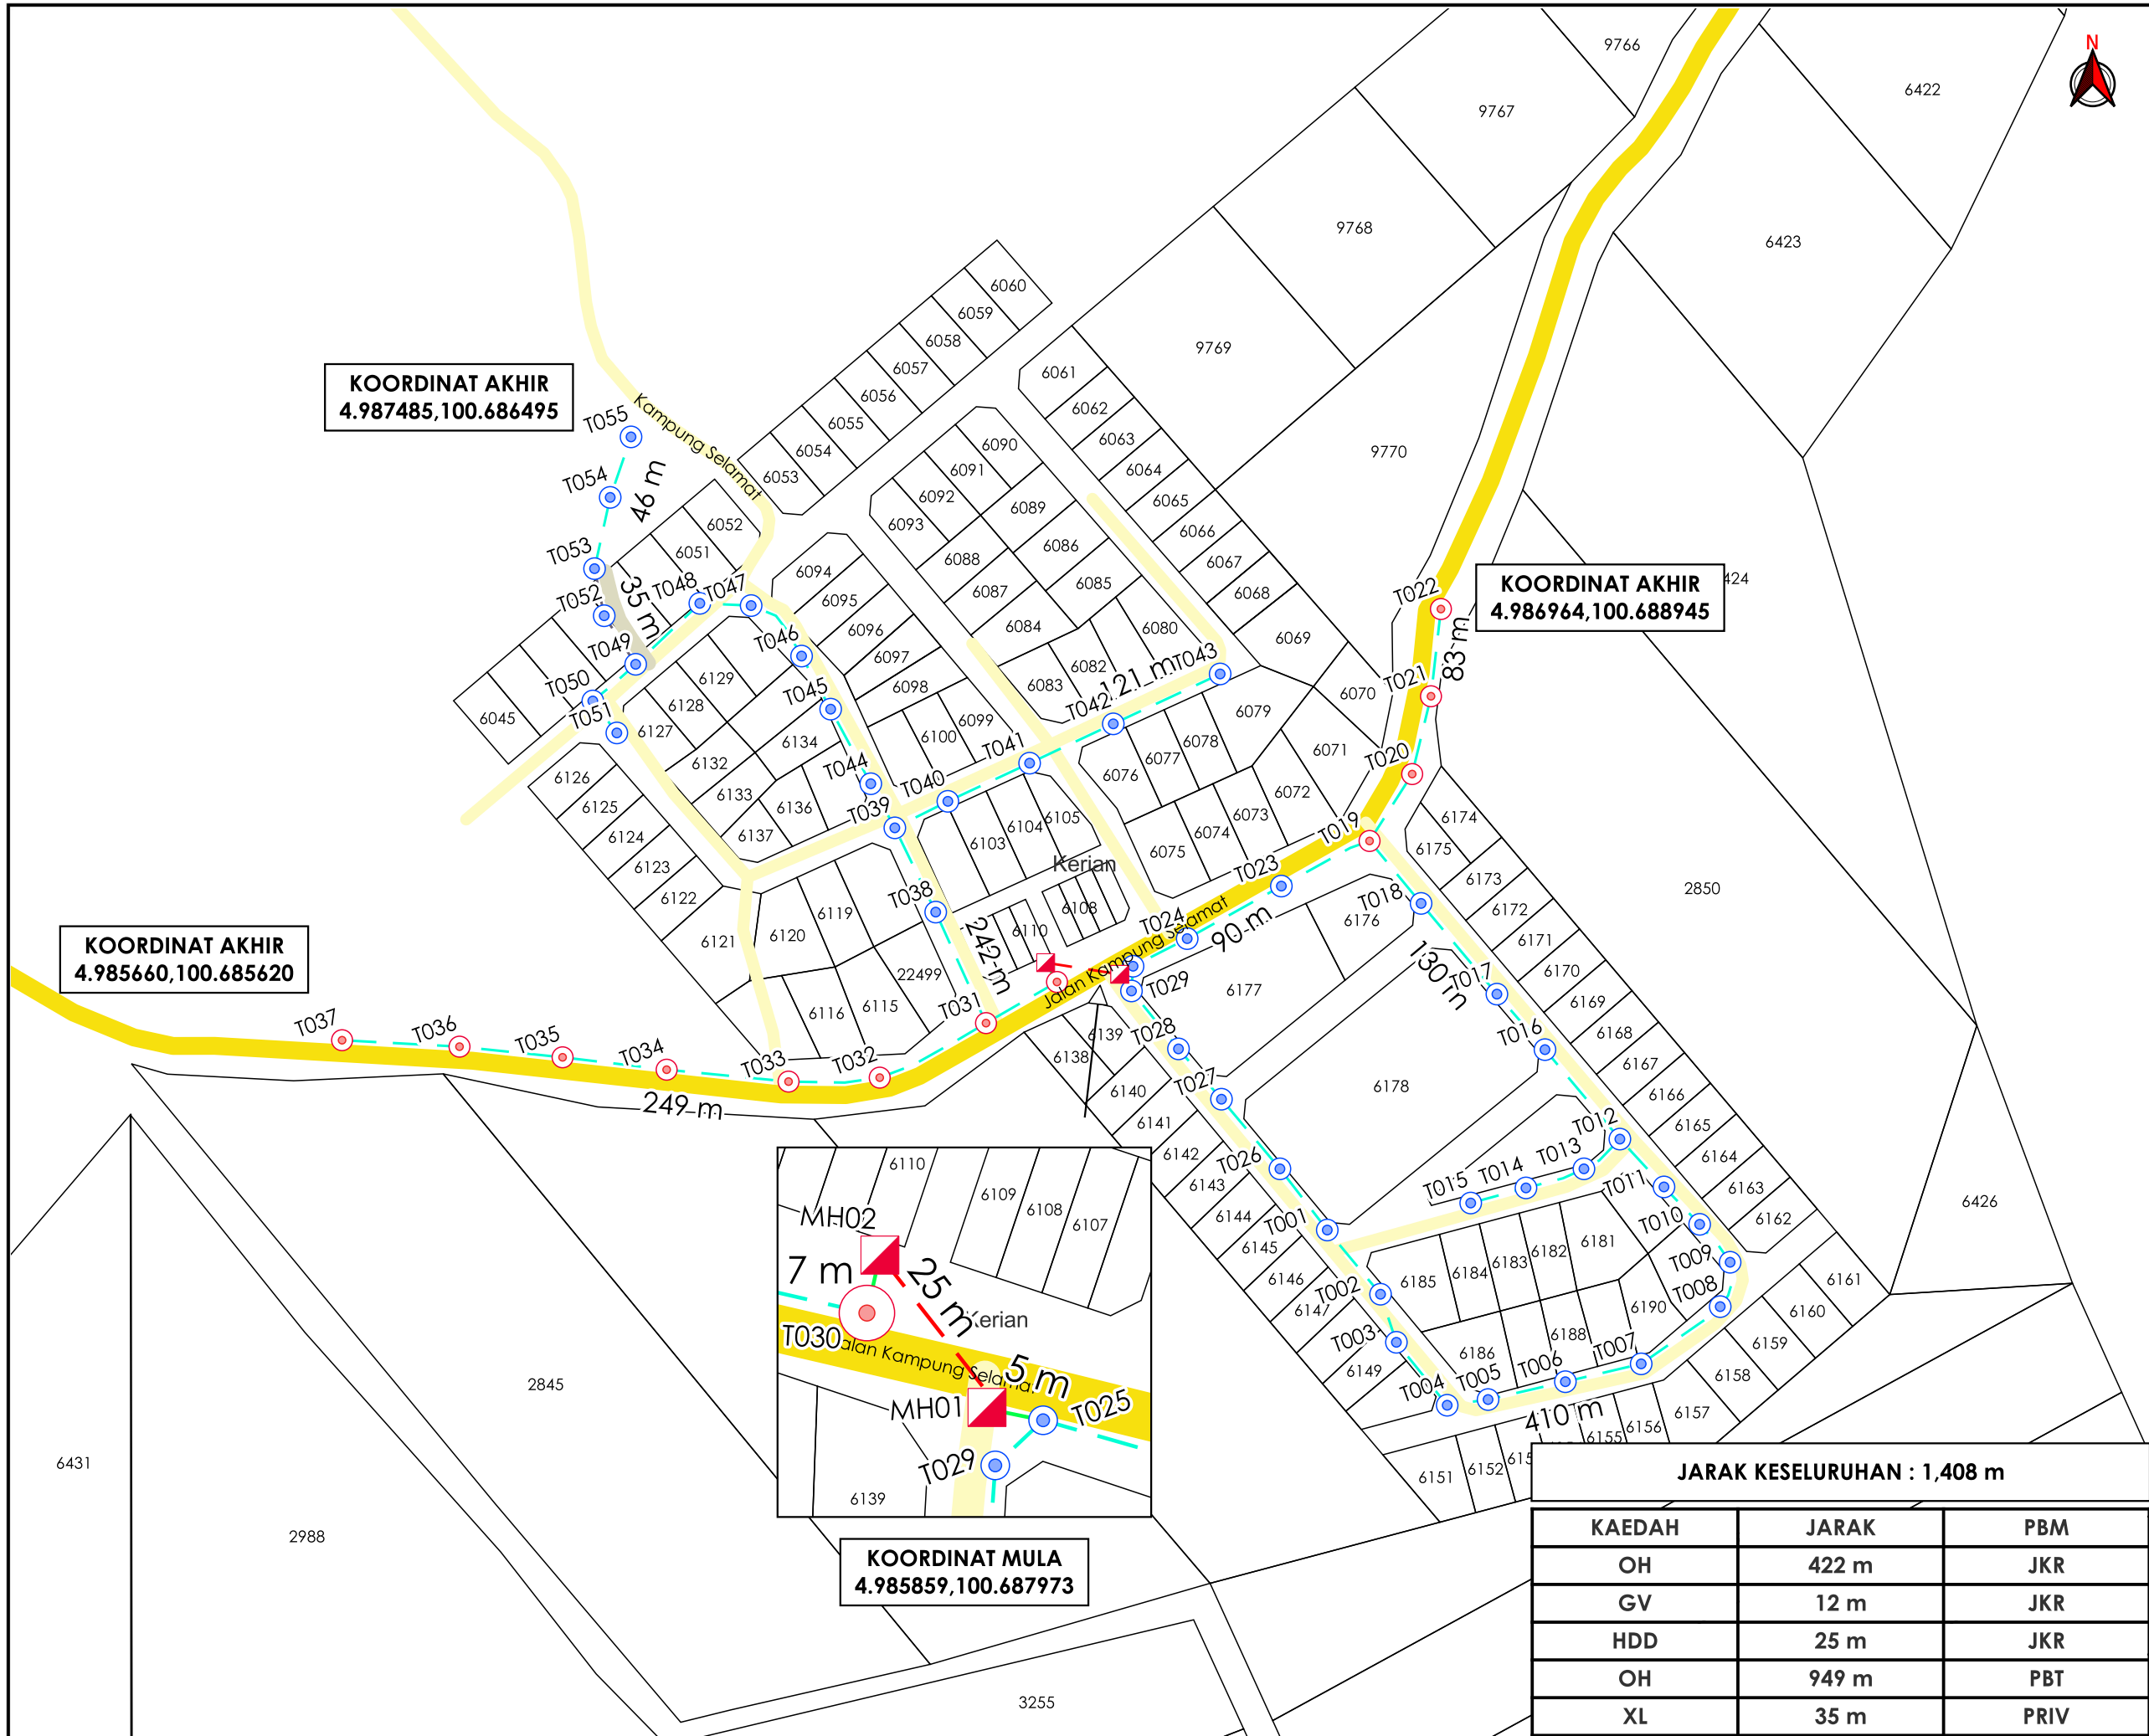 N
9766
9767
6422
9768
6423
6060
6059
6058
6057
6056
6055
6054
6053
9769
6061
6062
6063
6064
6065
6066
6067
6068
6069
6070
9770
KOORDINAT AKHIR
4.987485,100.686495
T055
Kampung Selamat
T054
46 m
T053
35 m
T052
6052
6051
T048
T047
T049
T050
T051
6045
6090
6091
6092
6093
6089
6088
6087
6086
6085
6084
6083
6082
6080
6094
6095
6096
6097
6098
6099
6100
T046
T045
T044
T043
121 m
T042
T041
T040
T039
6129
6128
6127
6134
6132
6133
6136
6137
6126
6125
6124
6123
6122
6121
6120
6119
6116
6115
22499
6079
6078
6077
6076
6075
6074
6073
6072
6071
6103
6104
6105
Kerian
6108
6110
KOORDINAT AKHIR
4.986964,100.688945
424
T022
83 m
T021
T020
T019
T023
T024
90 m
Jalan Kampung Selamat
T018
6174
6175
6173
6172
6171
6170
6169
6168
6167
6166
6165
6164
6163
6162
6161
6160
6159
6158
6157
6156
6155
2850
6176
6177
6178
130 m
T017
T016
T012
T013
T014
T015
T011
T010
T009
T008
T007
T006
T005
T004
T003
T002
T001
T026
T027
T028
T029
410 m
6181
6182
6183
6184
6185
6186
6188
6190
6138
6139
6140
6141
6142
6143
6144
6145
6146
6147
6149
6151
6152
6426
T038
242 m
T031
T032
T033
T034
T035
T036
T037
249 m
KOORDINAT AKHIR
4.985660,100.685620
2845
6431
2988
3255
6110
6109
6108
6107
MH02
7 m
25 m
Kerian
T030
Jalan Kampung Selamat
5 m
MH01
T025
T029
6139
KOORDINAT MULA
4.985859,100.687973
JARAK KESELURUHAN : 1,408 m
KAEDAH JARAK PBM
OH 422 m JKR
GV 12 m JKR
HDD 25 m JKR
OH 949 m PBT
XL 35 m PRIV